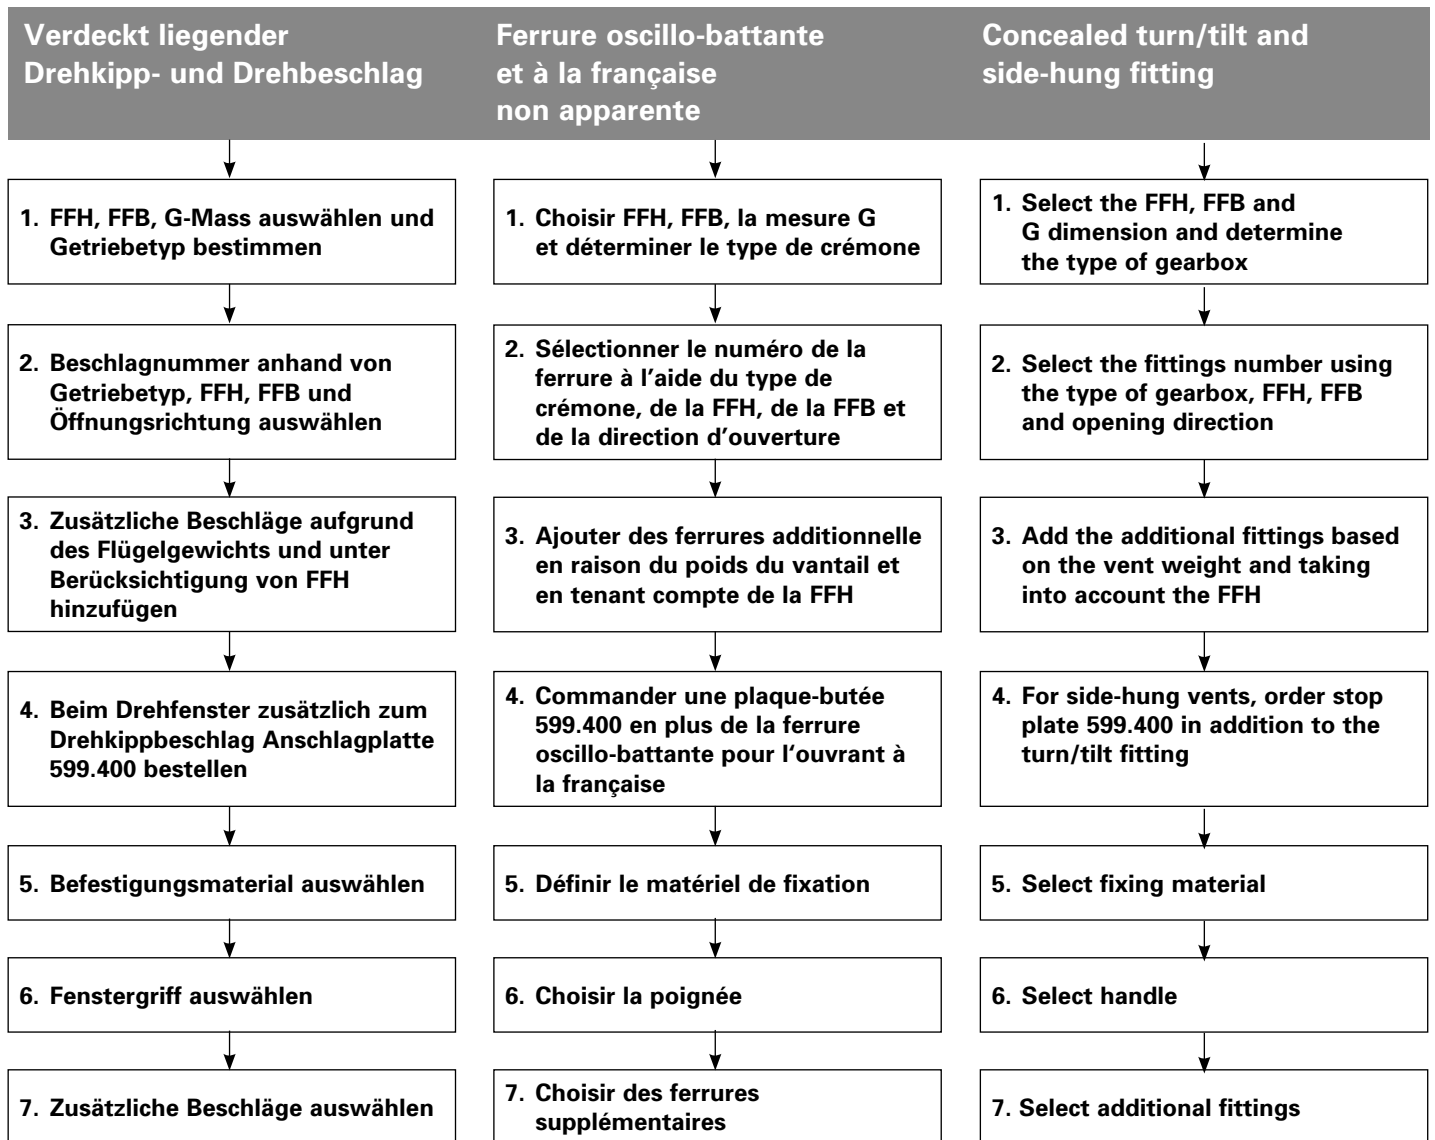 Verdeckt liegender
Drehkipp- und Drehbeschlag
1. FFH, FFB, G-Mass auswählen und
Getriebetyp bestimmen
2. Beschlagnummer anhand von
Getriebetyp, FFH, FFB und
Öffnungsrichtung auswählen
3. Zusätzliche Beschläge aufgrund
des Flügelgewichts und unter
Berücksichtigung von FFH
hinzufügen
4. Beim Drehfenster zusätzlich zum
Drehkippbeschlag Anschlagplatte
599.400 bestellen
5. Befestigungsmaterial auswählen
6. Fenstergriff auswählen
7. Zusätzliche Beschläge auswählen
Ferrure oscillo-battante
et à la française
non apparente
1. Choisir FFH, FFB, la mesure G
et déterminer le type de crémone
2. Sélectionner le numéro de la
ferrure à l’aide du type de
crémone, de la FFH, de la FFB et
de la direction d’ouverture
3. Ajouter des ferrures additionnelle
en raison du poids du vantail et
en tenant compte de la FFH
4. Commander une plaque-butée
599.400 en plus de la ferrure
oscillo-battante pour l‘ouvrant à
la française
5. Définir le matériel de fixation
6. Choisir la poignée
7. Choisir des ferrures
supplémentaires
Concealed turn/tilt and
side-hung fitting
1. Select the FFH, FFB and
G dimension and determine
the type of gearbox
2. Select the fittings number using
the type of gearbox, FFH, FFB
and opening direction
3. Add the additional fittings based
on the vent weight and taking
into account the FFH
4. For side-hung vents, order stop
plate 599.400 in addition to the
turn/tilt fitting
5. Select fixing material
6. Select handle
7. Select additional fittings